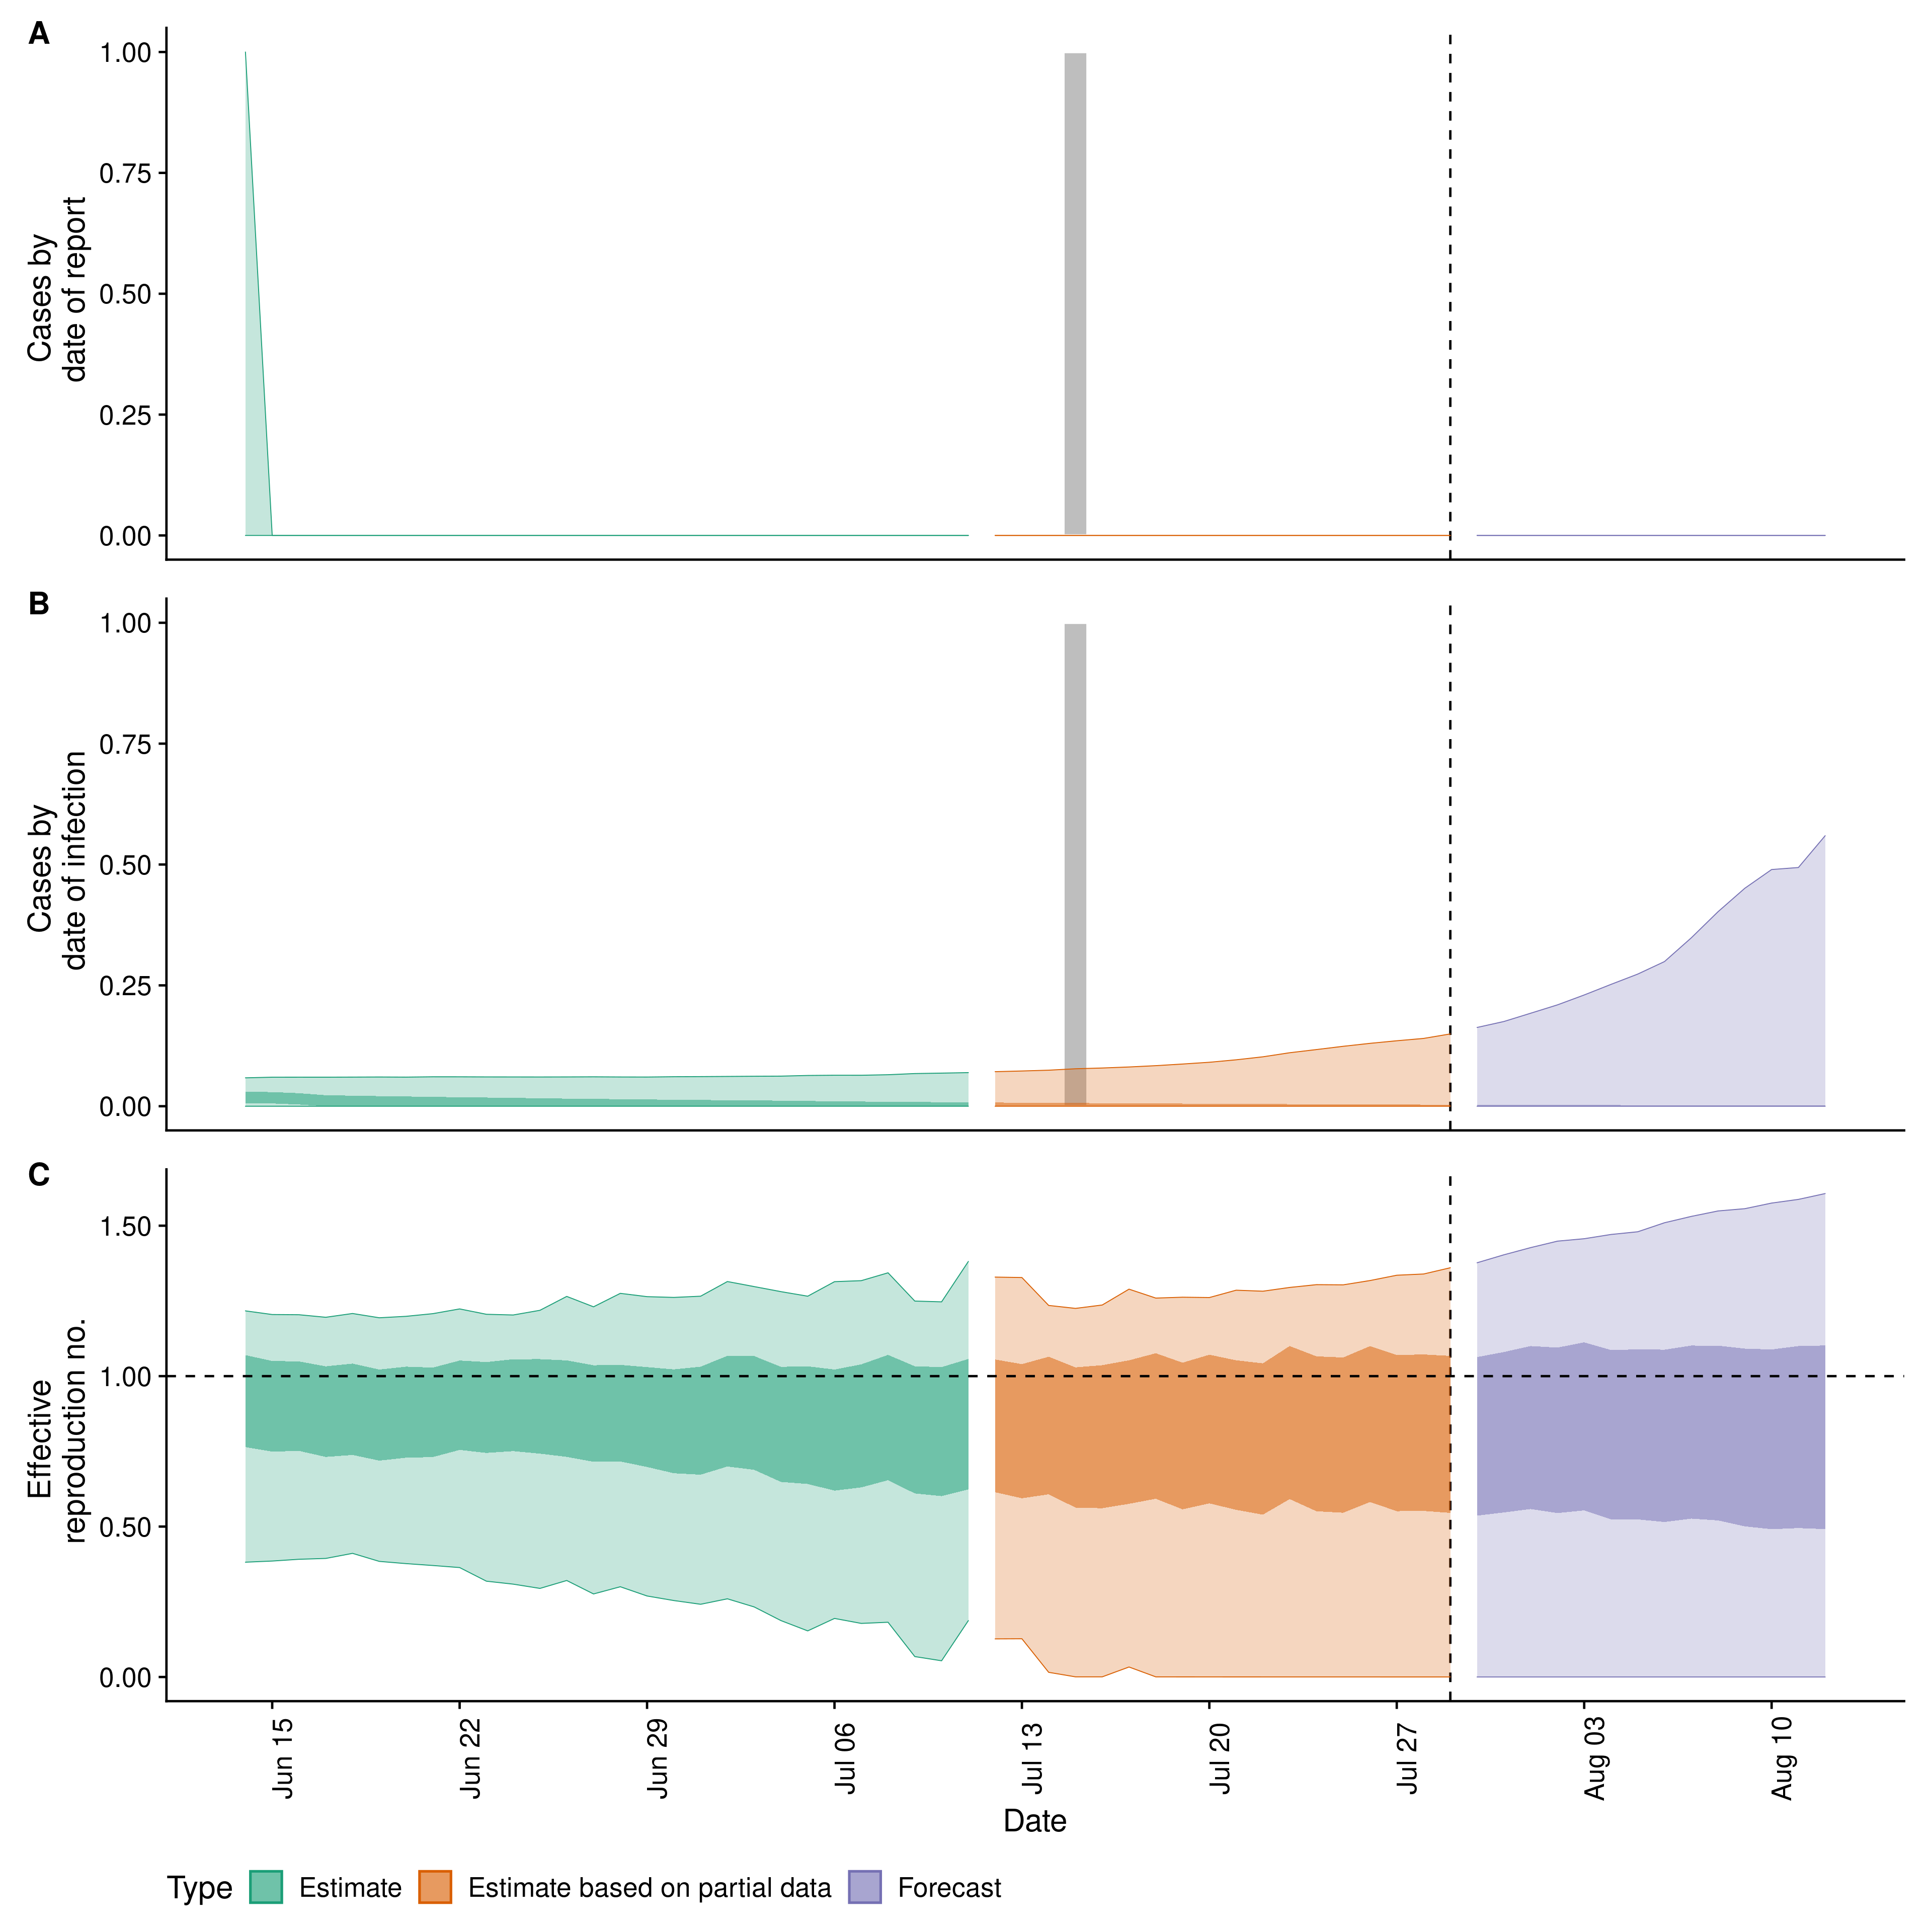 A
Cases by
date of report
1.00
0.75
0.50
0.25
0.00
B
Cases by
date of infection
1.00
0.75
0.50
0.25
0.00
C
Effective
reproduction no.
1.50
1.00
0.50
0.00
Jun 15
Jun 22
Jun 29
Jul 06
Jul 13
Jul 20
Jul 27
Aug 03
Aug 10
Date
Type Estimate Estimate based on partial data Forecast